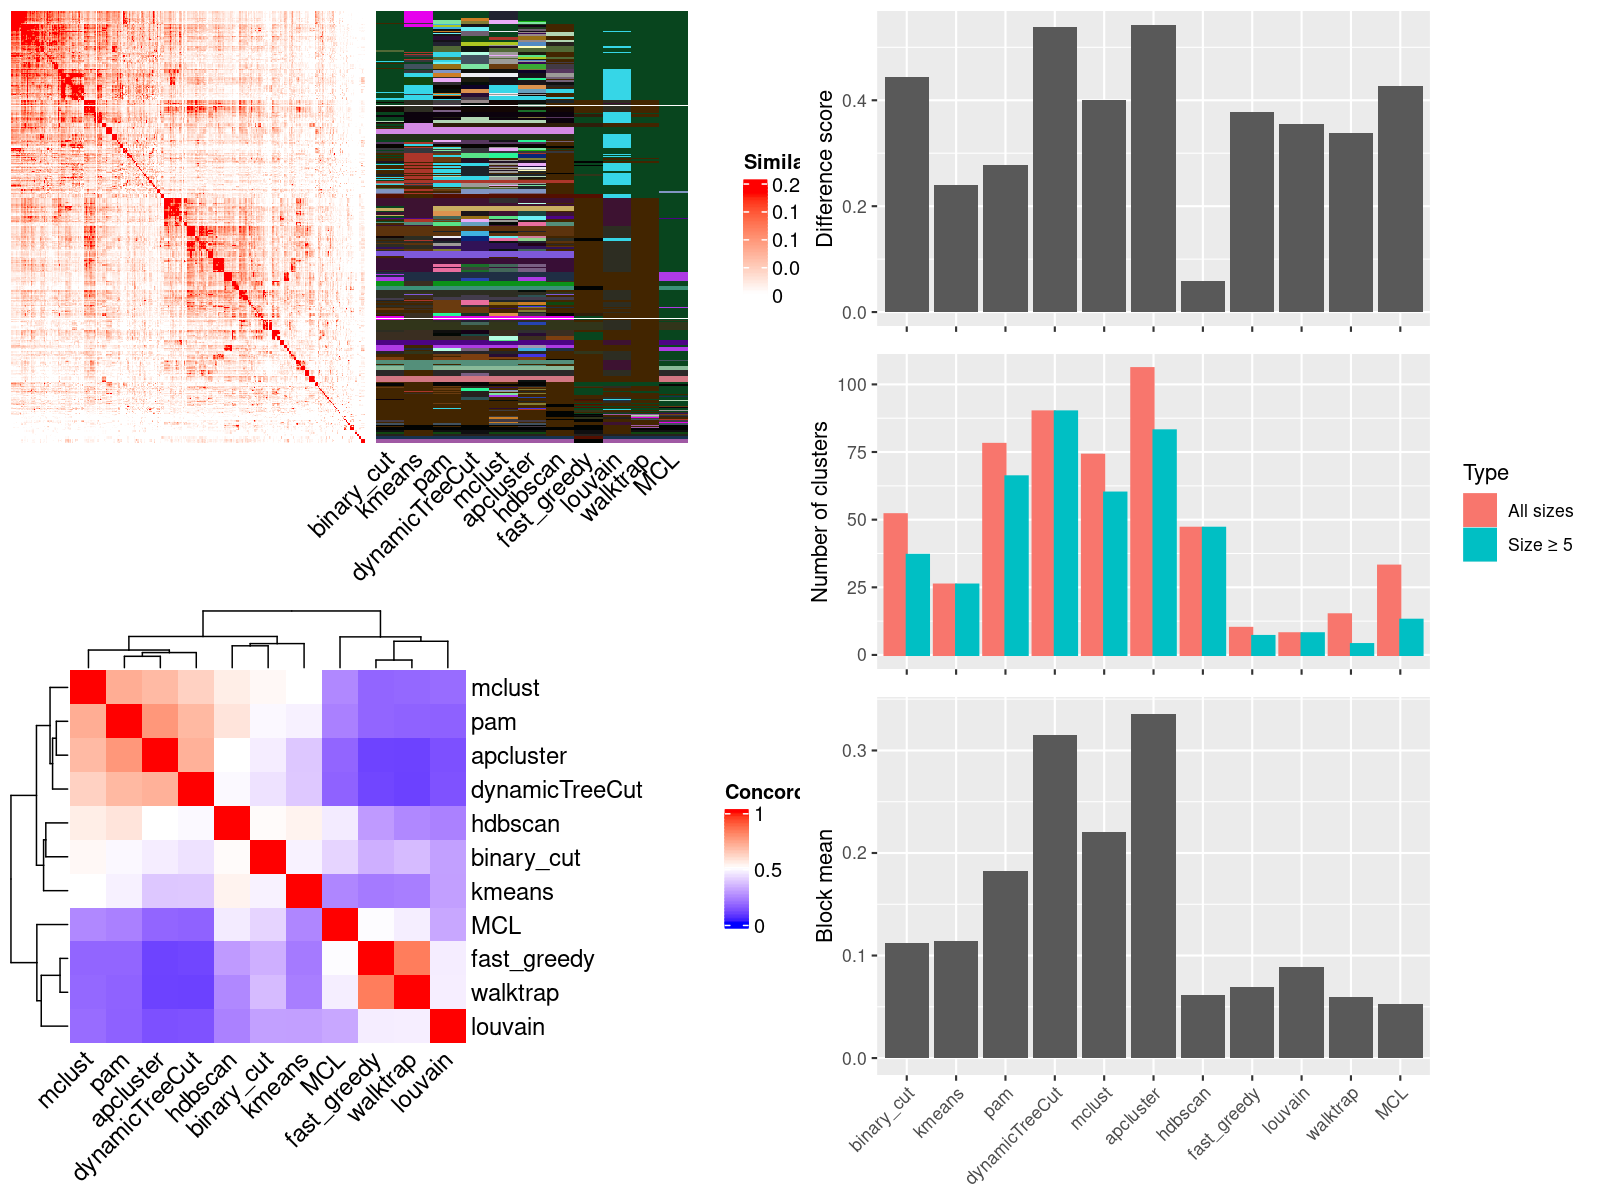 Simila
0.2
0.1
0.1
0.0
0
binary_cut
kmeans
pam
dynamicTreeCut
mclust
apcluster
hdbscan
fast_greedy
louvain
walktrap
MCL
mclust
pam
apcluster
dynamicTreeCut
hdbscan
binary_cut
kmeans
MCL
fast_greedy
walktrap
louvain
mclust
pam
apcluster
dynamicTreeCut
hdbscan
binary_cut
kmeans
MCL
fast_greedy
walktrap
louvain
Concord
1
0.5
0
Difference score
0.4
0.2
0.0
Number of clusters
100
75
50
25
0
Type
All sizes
Size ≥ 5
Block mean
0.3
0.2
0.1
0.0
binary_cut
kmeans
pam
dynamicTreeCut
mclust
apcluster
hdbscan
fast_greedy
louvain
walktrap
MCL